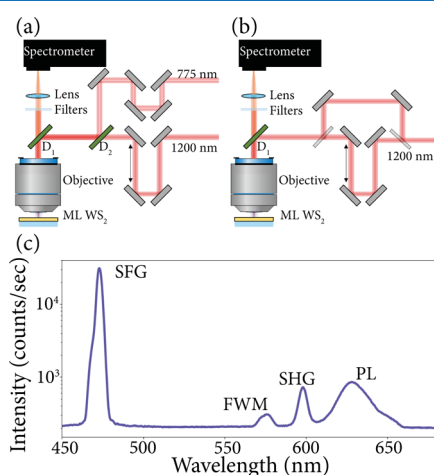 (a)
Spectrometer
775 nm
Lens
Filters
D1
D2
1200 nm
Objective
ML WS2
(b)
Spectrometer
Lens
Filters
D1
1200 nm
Objective
ML WS2
(c)
Intensity (counts/sec)
10^4
10^3
SFG
FWM
SHG
PL
450 500 550 600 650
Wavelength (nm)